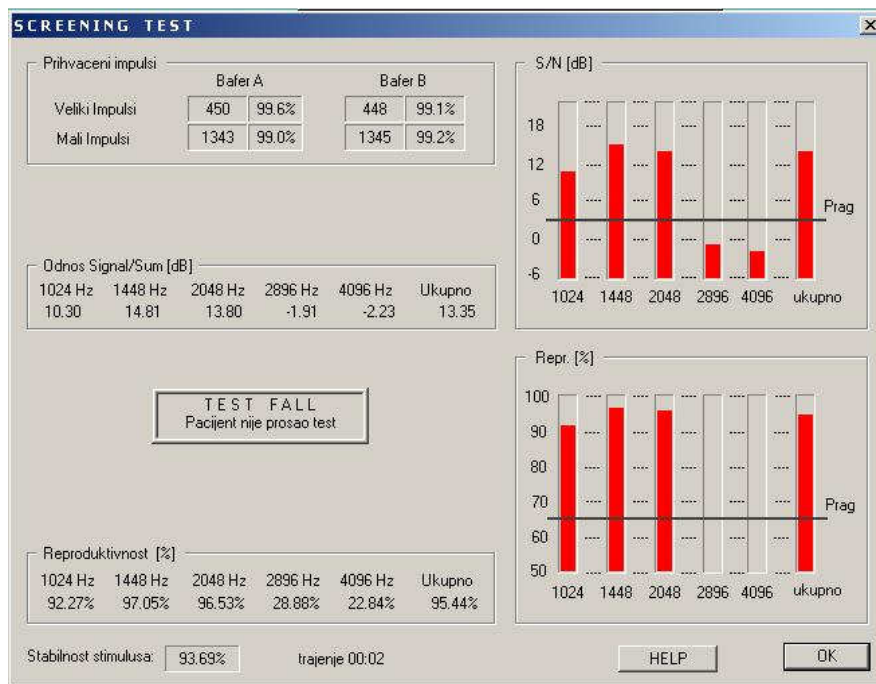 SCREENING TEST
Prihvaceni impulsi
Bafer A Bafer B
Veliki Impulsi 450 99.6% 448 99.1%
Mali Impulsi 1343 99.0% 1345 99.2%
Odnos Signal/Sum [dB]
1024 Hz 1448 Hz 2048 Hz 2896 Hz 4096 Hz Ukupno
10.30 14.81 13.80 -1.91 -2.23 13.35
TEST FALL
Pacijent nije prosao test
Reproduktivnost [%]
1024 Hz 1448 Hz 2048 Hz 2896 Hz 4096 Hz Ukupno
92.27% 97.05% 96.53% 28.88% 22.84% 95.44%
Stabilnost stimulusa: 93.69% trajenje 00:02
S/N [dB]
18
12
6
Prag
0
-6
1024 1448 2048 2896 4096 ukupno
Repr. [%]
100
90
80
70
Prag
60
50
1024 1448 2048 2896 4096 ukupno
HELP OK